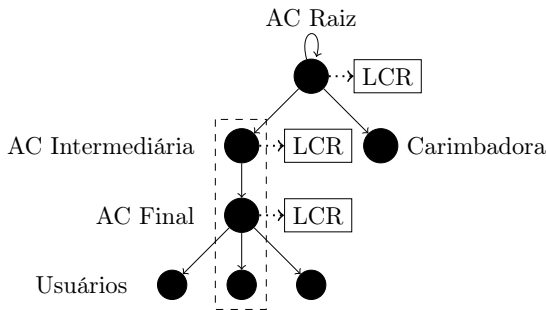 AC Raiz
LCR
AC Intermediária
LCR
Carimbadora
AC Final
LCR
Usuários